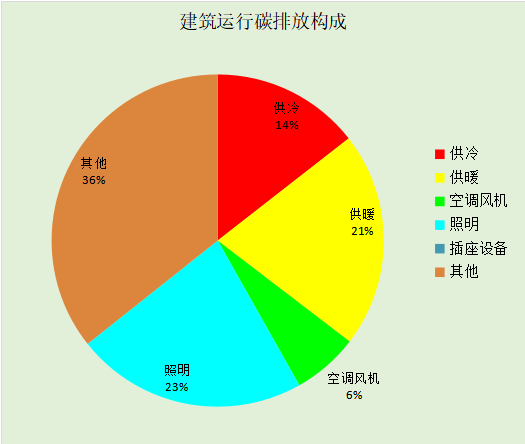 建筑运行碳排放构成
供冷
14%
供暖
21%
空调风机
6%
照明
23%
其他
36%
供冷
供暖
空调风机
照明
插座设备
其他